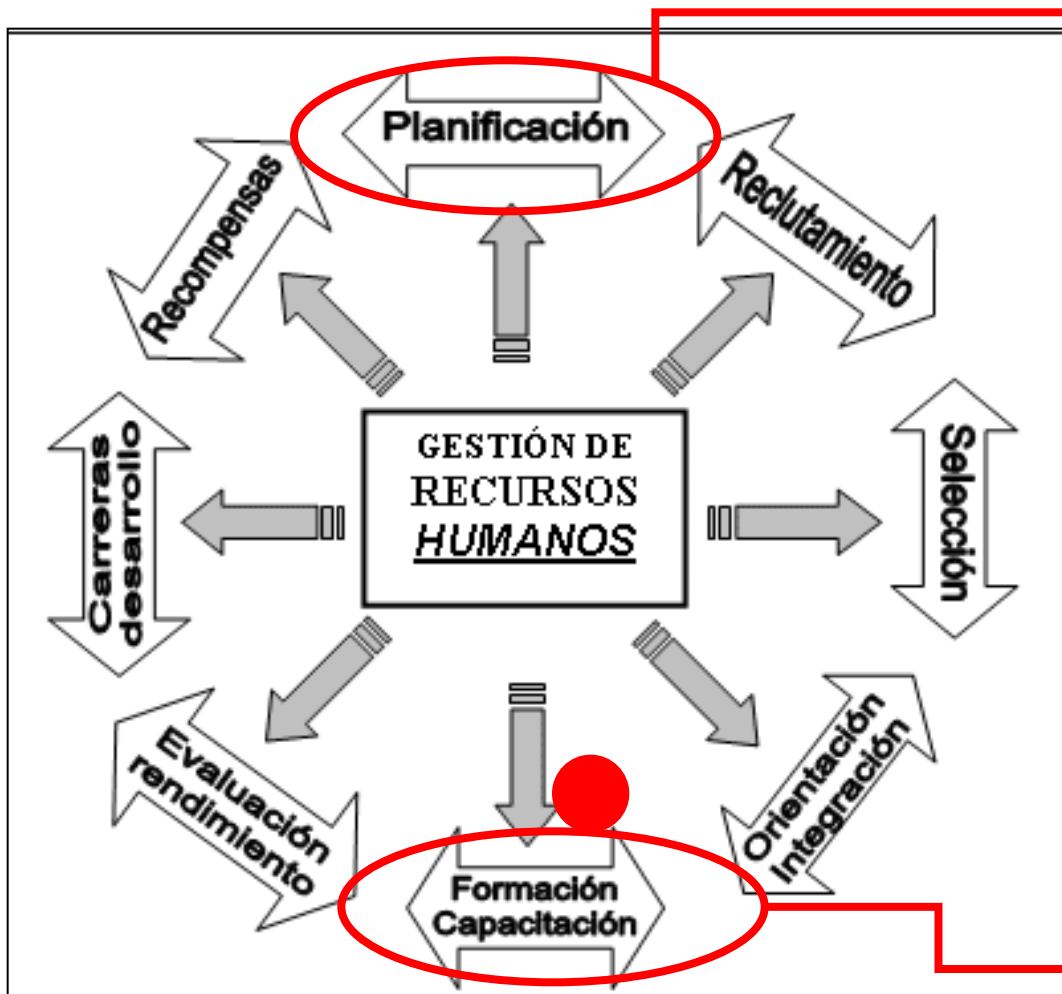 Planificación
Reclutamiento
Selección
Orientación
Integración
Formación
Capacitación
Evaluación
rendimiento
Carreras
desarrollo
Recompensas
GESTIÓN DE
RECURSOS
HUMANOS